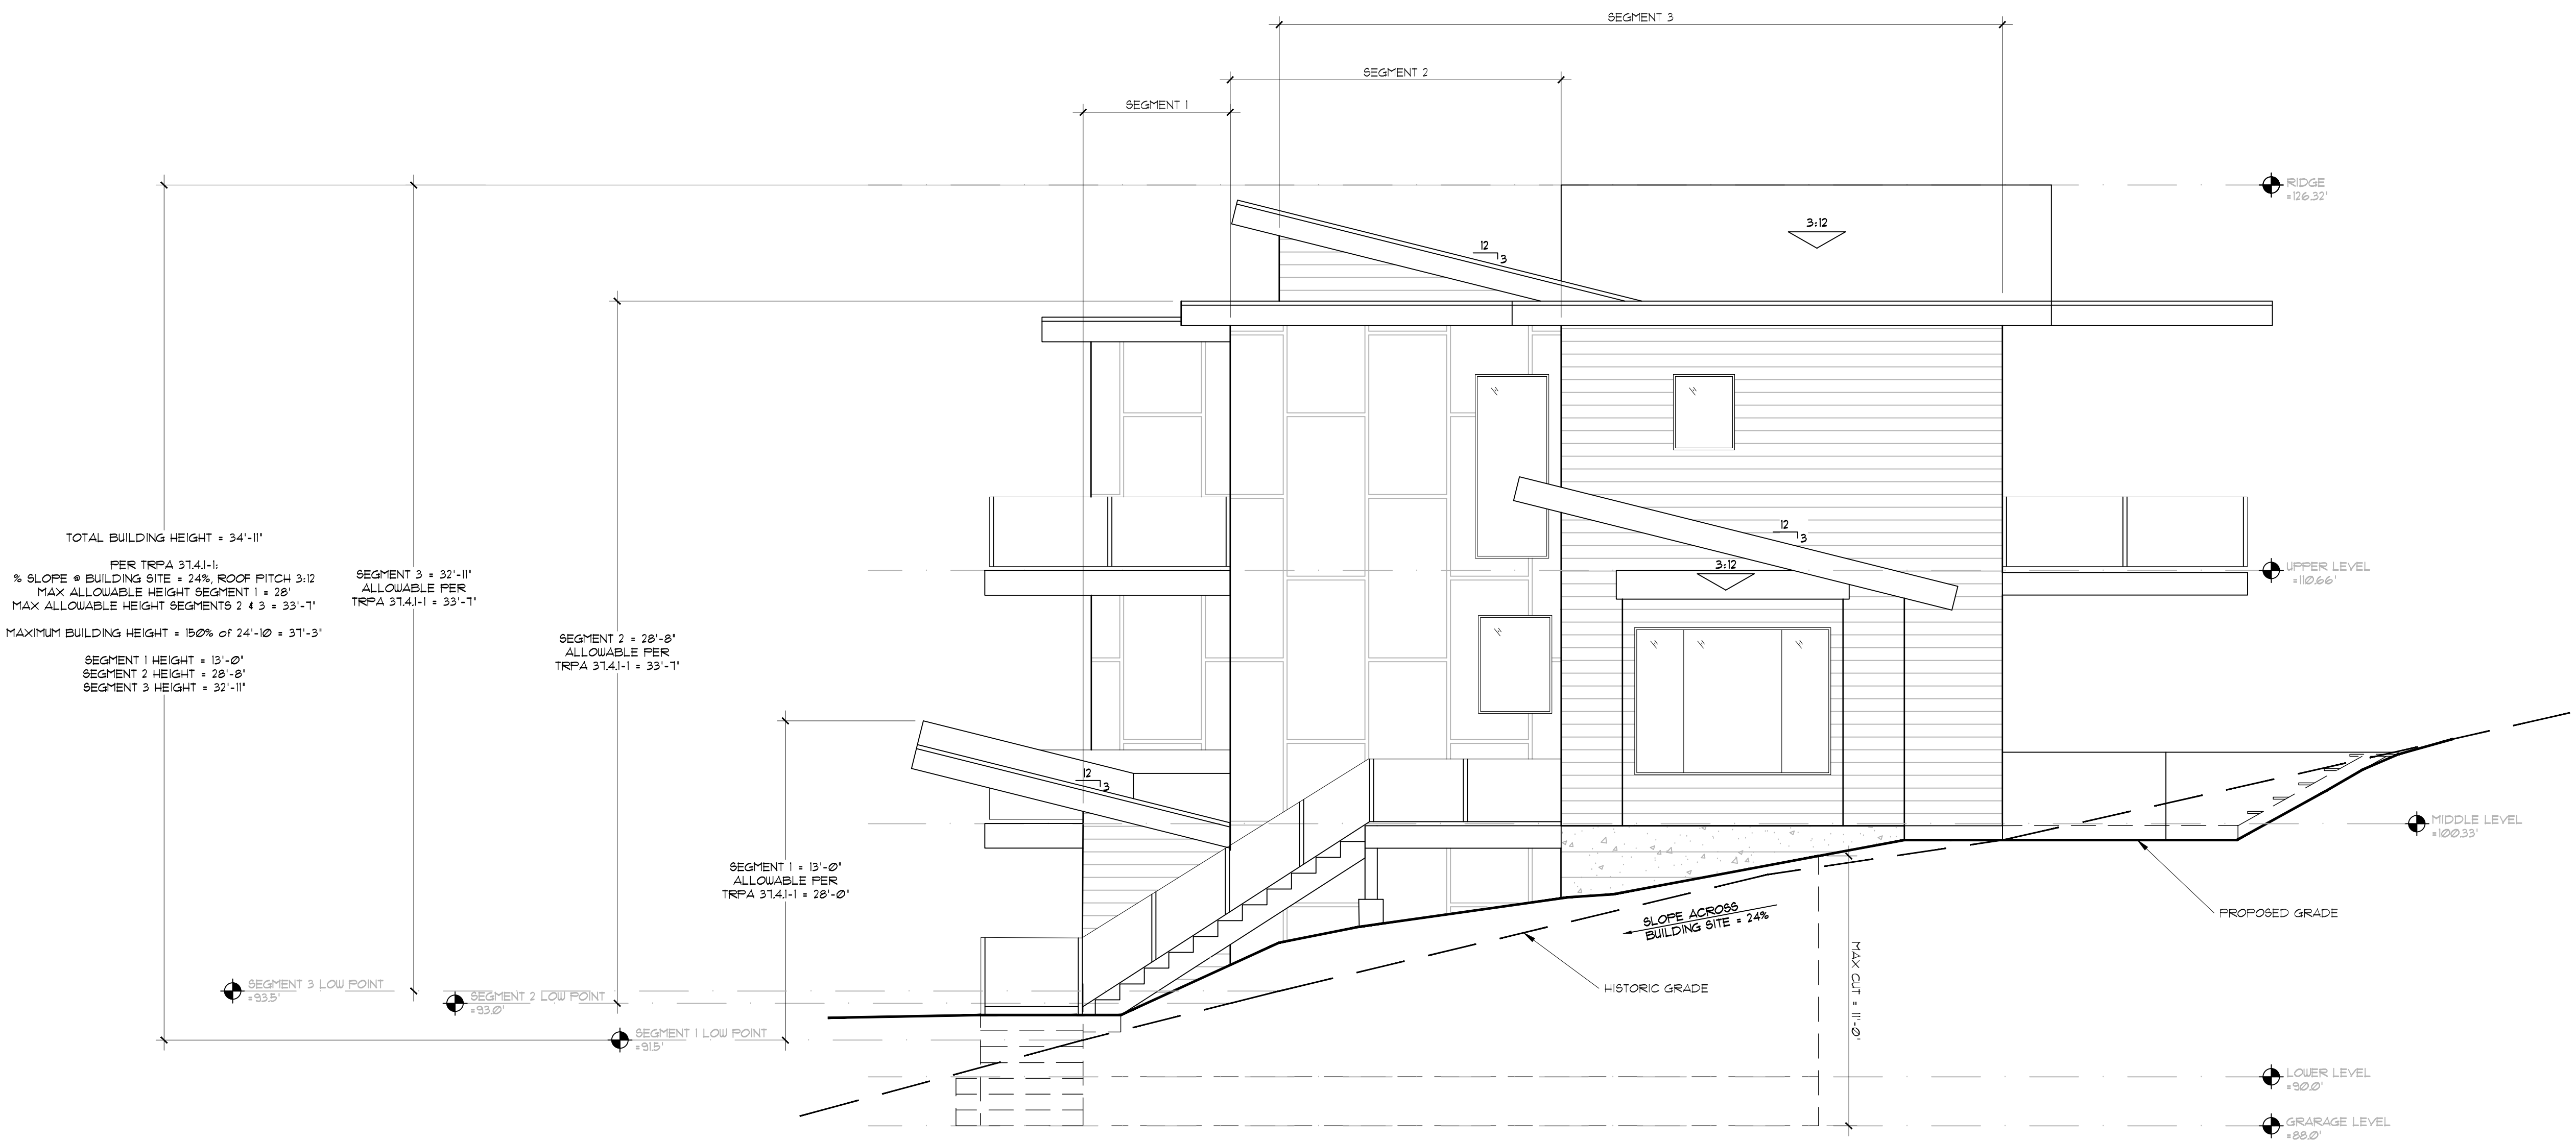 SEGMENT 3
SEGMENT 2
SEGMENT 1
RIDGE
=126.32'
3:12
12
3
TOTAL BUILDING HEIGHT = 34'-11"
PER TRPA 37.4.1-1:
% SLOPE @ BUILDING SITE = 24%, ROOF PITCH 3:12
MAX ALLOWABLE HEIGHT SEGMENT 1 = 28'
MAX ALLOWABLE HEIGHT SEGMENTS 2 & 3 = 33'-7"
MAXIMUM BUILDING HEIGHT = 150% of 24'-10 = 37'-3"
SEGMENT 1 HEIGHT = 13'-0"
SEGMENT 2 HEIGHT = 28'-8"
SEGMENT 3 HEIGHT = 32'-11"
SEGMENT 3 = 32'-11"
ALLOWABLE PER
TRPA 37.4.1-1 = 33'-7"
SEGMENT 2 = 28'-8"
ALLOWABLE PER
TRPA 37.4.1-1 = 33'-7"
12
3
3:12
UPPER LEVEL
=110.66'
12
3
SEGMENT 1 = 13'-0"
ALLOWABLE PER
TRPA 37.4.1-1 = 28'-0"
MIDDLE LEVEL
=100.33'
SLOPE ACROSS
BUILDING SITE = 24%
PROPOSED GRADE
MAX CUT = 11'-0"
HISTORIC GRADE
SEGMENT 3 LOW POINT
=93.5'
SEGMENT 2 LOW POINT
=93.0'
SEGMENT 1 LOW POINT
=91.5'
LOWER LEVEL
=90.0'
GRARAGE LEVEL
=88.0'